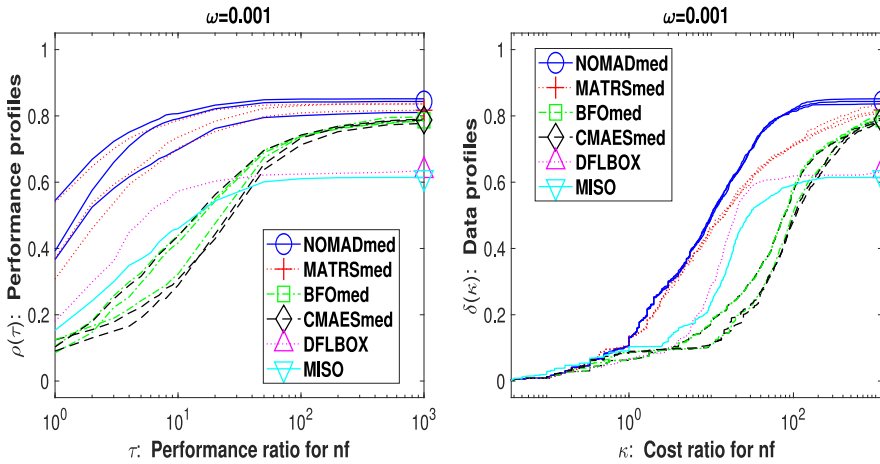 ω=0.001
ρ(τ): Performance profiles
1
0.8
0.6
0.4
0.2
0
NOMADmed
MATRSmed
BFOmed
CMAESmed
DFLBOX
MISO
10^0
10^1
10^2
10^3
τ: Performance ratio for nf
ω=0.001
δ(κ): Data profiles
1
0.8
0.6
0.4
0.2
0
NOMADmed
MATRSmed
BFOmed
CMAESmed
DFLBOX
MISO
10^0
10^2
κ: Cost ratio for nf